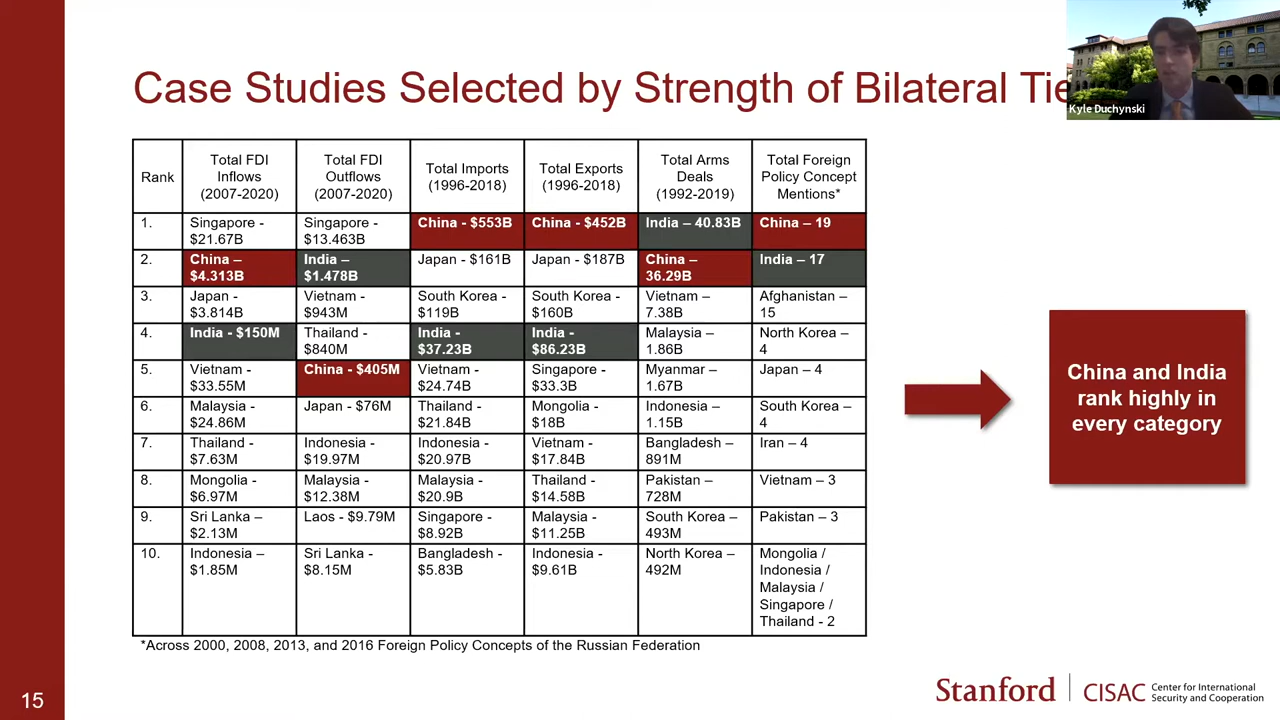 Case Studies Selected by Strength of Bilateral Tie
Kyle Duchynski
Rank
Total FDI
Inflows
(2007-2020)
Total FDI
Outflows
(2007-2020)
Total Imports
(1996-2018)
Total Exports
(1996-2018)
Total Arms
Deals
(1992-2019)
Total Foreign
Policy Concept
Mentions*
1.
Singapore -
$21.67B
Singapore -
$13.463B
China - $553B
China - $452B
India – 40.83B
China – 19
2.
China –
$4.313B
India –
$1.478B
Japan - $161B
Japan - $187B
China –
36.29B
India – 17
3.
Japan -
$3.814B
Vietnam -
$943M
South Korea -
$119B
South Korea -
$160B
Vietnam –
7.38B
Afghanistan –
15
4.
India - $150M
Thailand -
$840M
India -
$37.23B
India -
$86.23B
Malaysia –
1.86B
North Korea –
4
5.
Vietnam -
$33.55M
China - $405M
Vietnam -
$24.74B
Singapore -
$33.3B
Myanmar –
1.67B
Japan – 4
6.
Malaysia -
$24.86M
Japan - $76M
Thailand -
$21.84B
Mongolia -
$18B
Indonesia –
1.15B
South Korea –
4
7.
Thailand -
$7.63M
Indonesia -
$19.97M
Indonesia -
$20.97B
Vietnam -
$17.84B
Bangladesh -
891M
Iran – 4
8.
Mongolia -
$6.97M
Malaysia -
$12.38M
Malaysia -
$20.9B
Thailand -
$14.58B
Pakistan –
728M
Vietnam – 3
9.
Sri Lanka –
$2.13M
Laos - $9.79M
Singapore -
$8.92B
Malaysia -
$11.25B
South Korea –
493M
Pakistan – 3
10.
Indonesia –
$1.85M
Sri Lanka -
$8.15M
Bangladesh -
$5.83B
Indonesia -
$9.61B
North Korea –
492M
Mongolia /
Indonesia /
Malaysia /
Singapore /
Thailand - 2
China and India
rank highly in
every category
*Across 2000, 2008, 2013, and 2016 Foreign Policy Concepts of the Russian Federation
15
Stanford
CISAC
Center for International
Security and Cooperation